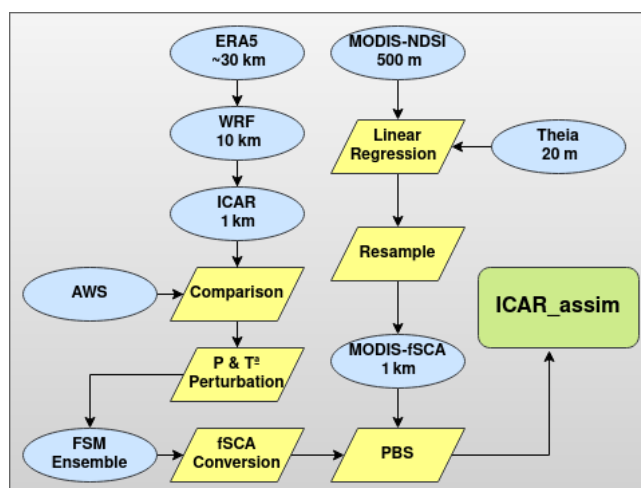 ERA5
~30 km
MODIS-NDSI
500 m
WRF
10 km
Linear
Regression
Theia
20 m
ICAR
1 km
Resample
AWS
Comparison
ICAR_assim
P & Tª
Perturbation
MODIS-fSCA
1 km
FSM
Ensemble
fSCA
Conversion
PBS